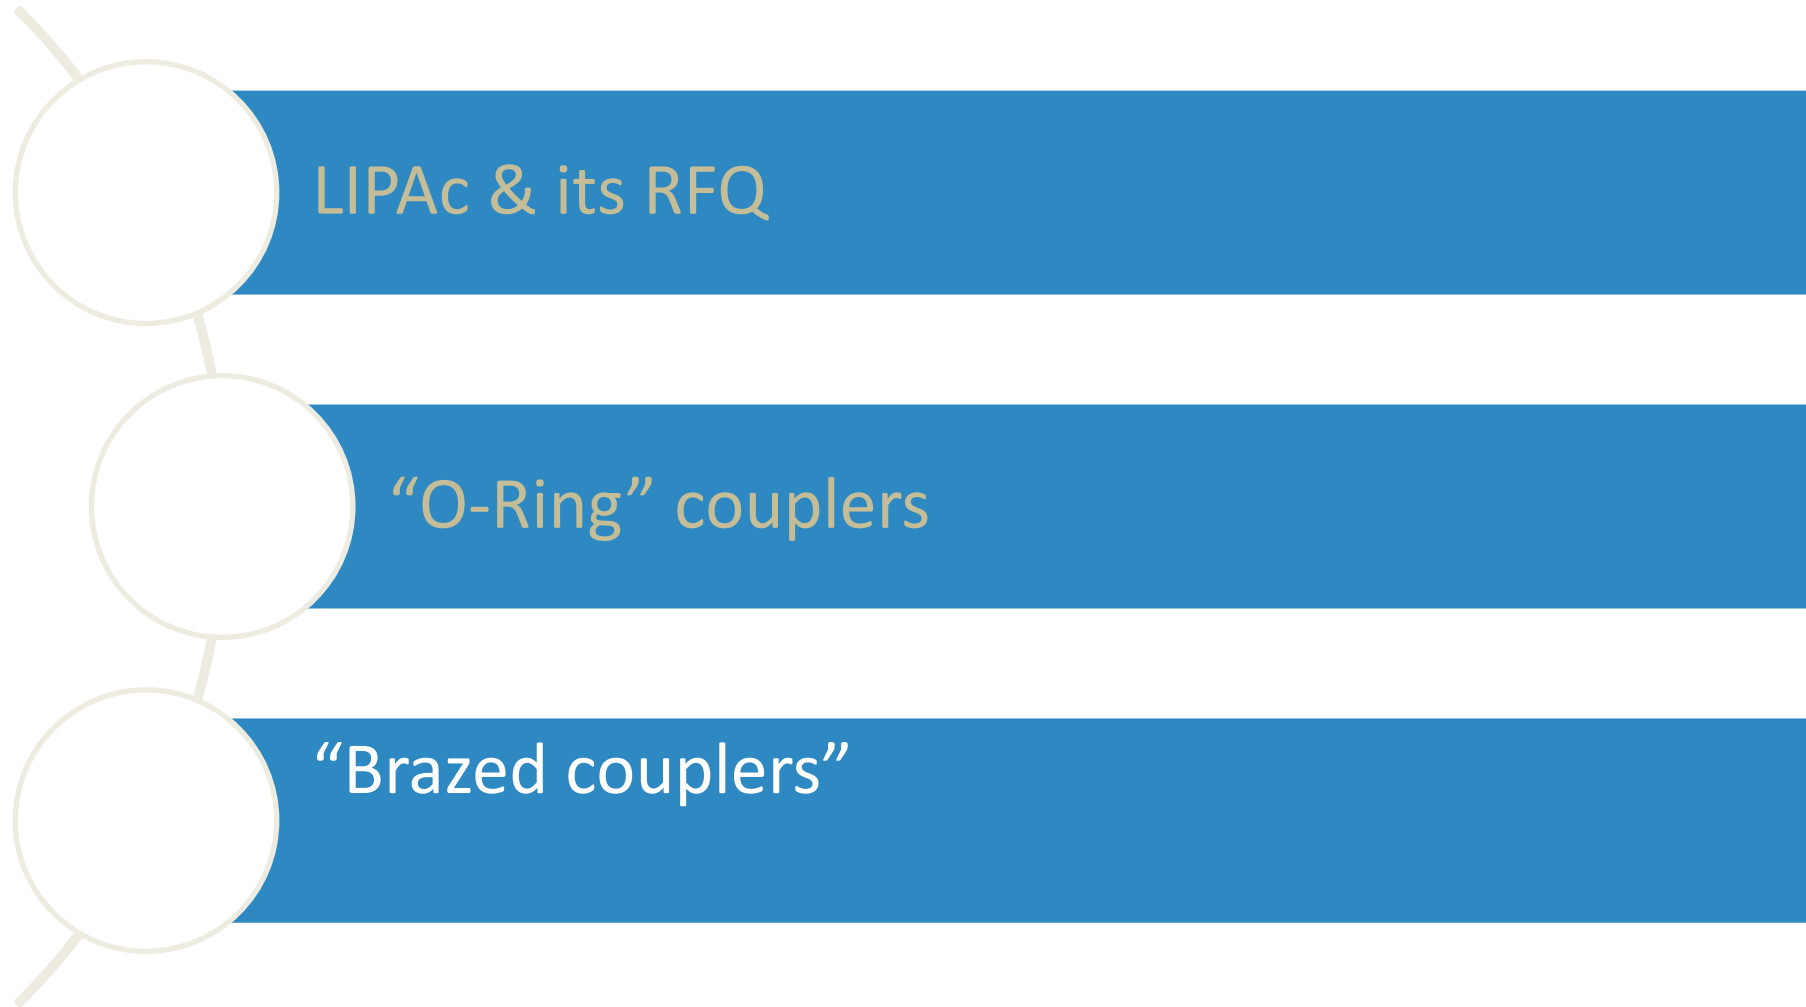 LIPAc & its RFQ
“O-Ring” couplers
“Brazed couplers”